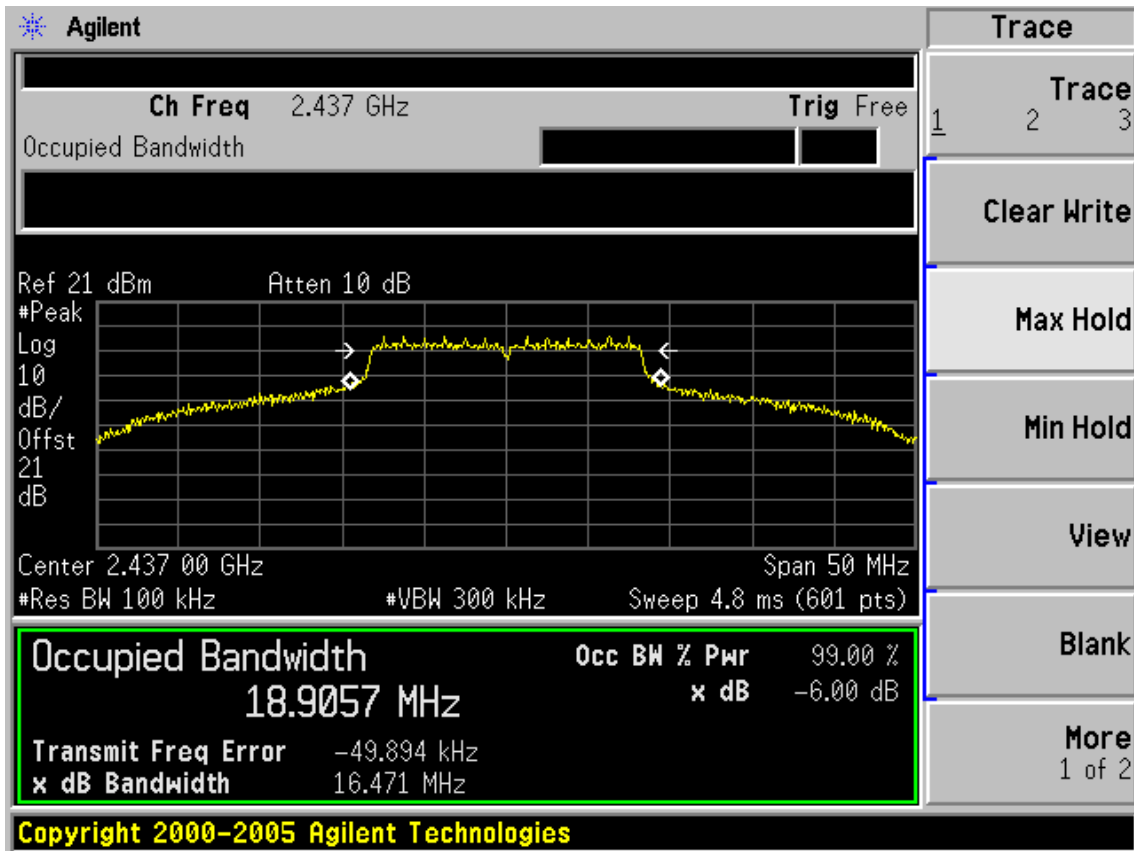 Agilent
Trace
Ch Freq 2.437 GHz Trig Free
Occupied Bandwidth
Ref 21 dBm Atten 10 dB
#Peak
Log
10
dB/
Offst
21
dB
Center 2.437 00 GHz Span 50 MHz
#Res BW 100 kHz #VBW 300 kHz Sweep 4.8 ms (601 pts)
Occupied Bandwidth
18.9057 MHz
Occ BW % Pwr 99.00 %
x dB -6.00 dB
Transmit Freq Error -49.894 kHz
x dB Bandwidth 16.471 MHz
Copyright 2000-2005 Agilent Technologies
Trace
1 2 3
Clear Write
Max Hold
Min Hold
View
Blank
More
1 of 2